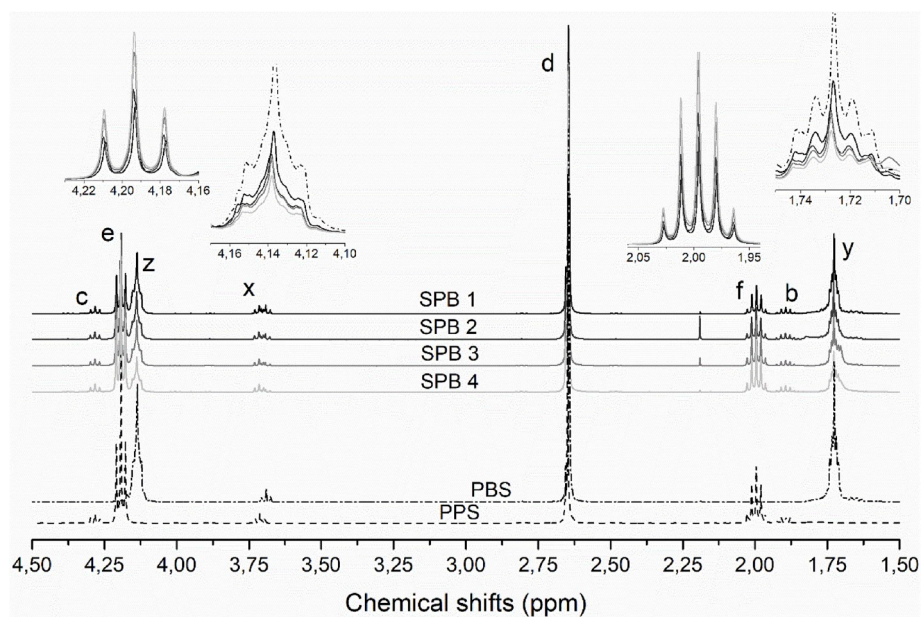 d
4,22 4,20 4,18 4,16
4,16 4,14 4,12 4,10
2,05 2,00 1,95
1,74 1,72 1,70
e
z
c
x
f
b
y
SPB 1
SPB 2
SPB 3
SPB 4
PBS
PPS
4,50 4,25 4,00 3,75 3,50 3,25 3,00 2,75 2,50 2,25 2,00 1,75 1,50
Chemical shifts (ppm)